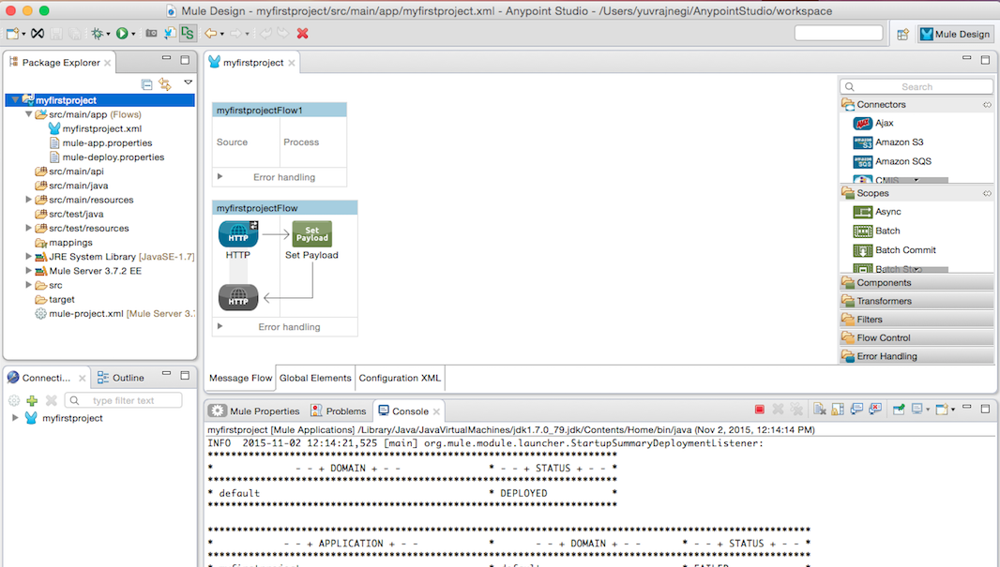 Mule Design - myfirstproject/src/main/app/myfirstproject.xml - Anypoint Studio - /Users/yuvrajnegi/AnypointStudio/workspace
Mule Design
Package Explorer
myfirstproject
src/main/app (Flows)
myfirstproject.xml
mule-app.properties
mule-deploy.properties
src/main/api
src/main/java
src/main/resources
src/test/java
src/test/resources
mappings
JRE System Library [JavaSE-1.7]
Mule Server 3.7.2 EE
src
target
mule-project.xml [Mule Server 3.
myfirstproject
myfirstprojectFlow1
Source
Process
Error handling
myfirstprojectFlow
HTTP
Set
Payload
HTTP
Set Payload
HTTP
Error handling
Search
Connectors
AJAX
Ajax
amazon S3
Amazon S3
amazon SQS
Amazon SQS
CMIS
Scopes
Async
Batch
Batch Commit
Batch Step
Components
Transformers
Filters
Flow Control
Error Handling
Message Flow
Global Elements
Configuration XML
Connecti...
Outline
type filter text
myfirstproject
Mule Properties
Problems
Console
myfirstproject [Mule Applications] /Library/Java/JavaVirtualMachines/jdk1.7.0_79.jdk/Contents/Home/bin/java (Nov 2, 2015, 12:14:14 PM)
INFO  2015-11-02 12:14:21,525 [main] org.mule.module.launcher.StartupSummaryDeploymentListener:
*******************************************************************
*              - - + DOMAIN + - -               * - - + STATUS + - - *
*******************************************************************
* default                                       * DEPLOYED           *
*******************************************************************
*******************************************************************************************************
*            - - + APPLICATION + - -            *       - - + DOMAIN + - -       * - - + STATUS + - - *
*******************************************************************************************************
* myfirstproject                                * default                        * FAILED             *